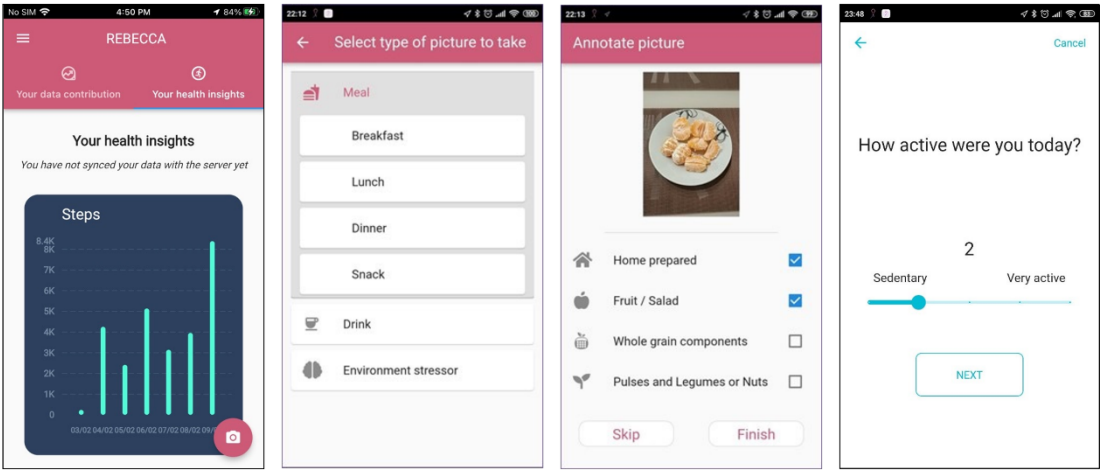 No SIM 4:50 PM 84%
REBECCA
Your data contribution
Your health insights
Your health insights
You have not synced your data with the server yet
Steps
8.4K
8K
7K
6K
5K
4K
3K
2K
1K
0
03/02 04/02 05/02 06/02 07/02 08/02 09/
22:12
Select type of picture to take
Meal
Breakfast
Lunch
Dinner
Snack
Drink
Environment stressor
22:13
Annotate picture
Home prepared
Fruit / Salad
Whole grain components
Pulses and Legumes or Nuts
Skip
Finish
23:48
Cancel
How active were you today?
2
Sedentary
Very active
NEXT